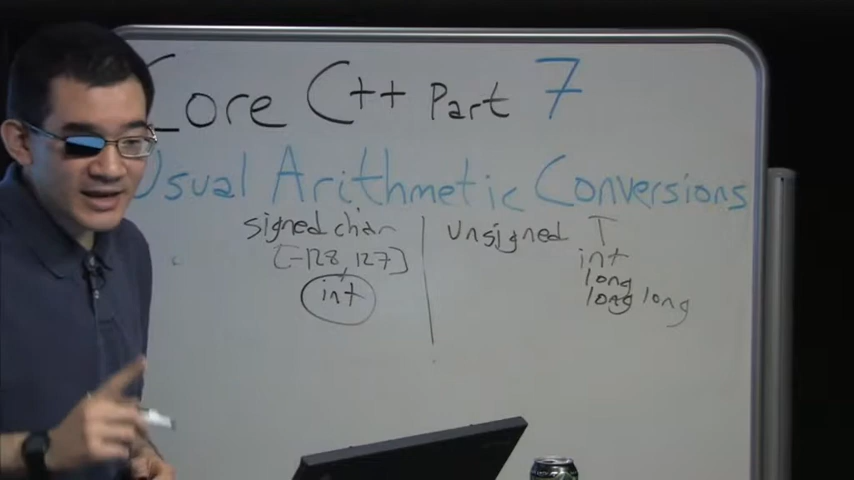 Core C++ Part 7
Usual Arithmetic Conversions
signed char
[-128, 127]
int
unsigned T
int
long
long long